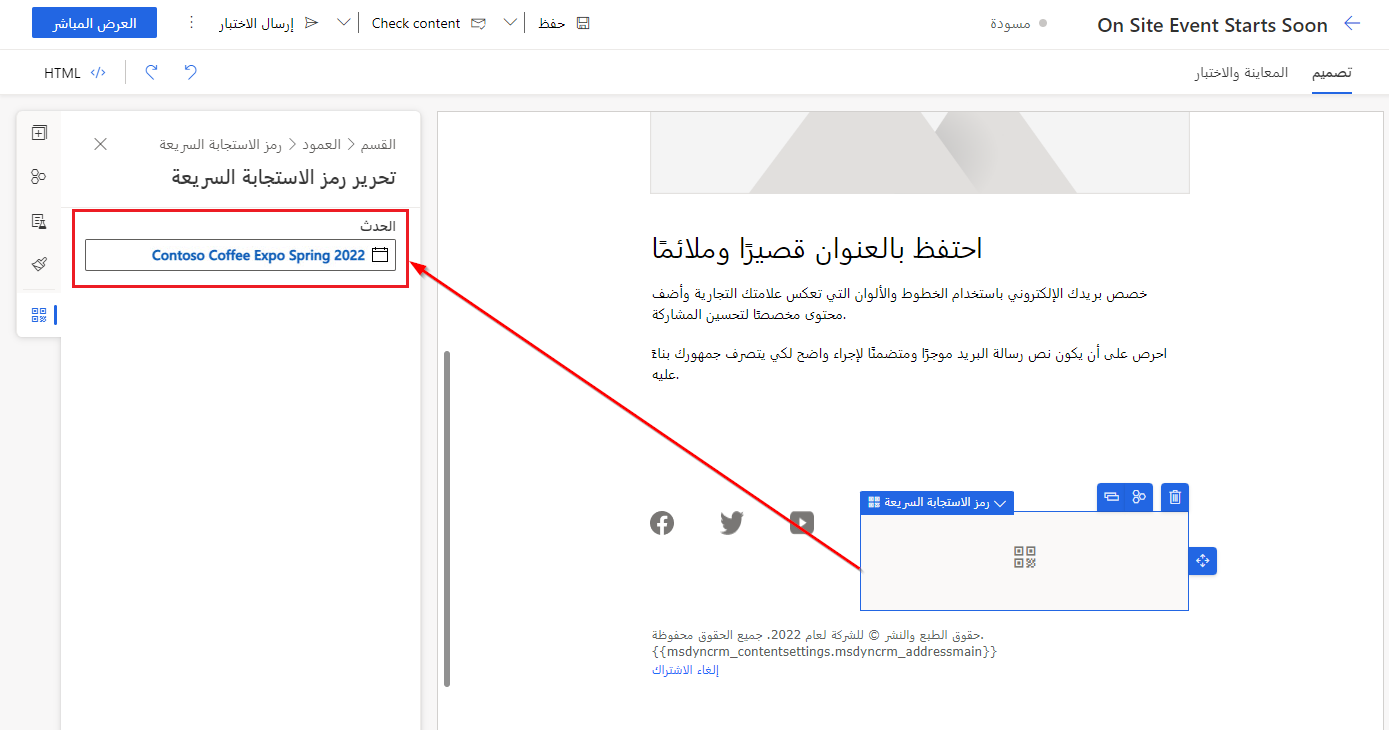 On Site Event Starts Soon
مسودة
حفظ
Check content
إرسال الاختبار
العرض المباشر
تصميم
المعاينة والاختبار
HTML
القسم
العمود
رمز الاستجابة السريعة
تحرير رمز الاستجابة السريعة
الحدث
Contoso Coffee Expo Spring 2022
احتفظ بالعنوان قصيرًا وملائمًا
خصص بريدك الإلكتروني باستخدام الخطوط والألوان التي تعكس علامتك التجارية وأضف
محتوى مخصصًا لتحسين المشاركة.
احرص على أن يكون نص رسالة البريد موجزًا ومتضمنًا لإجراء واضح لكي يتصرف جمهورك بناءً
عليه.
رمز الاستجابة السريعة
حقوق الطبع والنشر © للشركة لعام 2022. جميع الحقوق محفوظة.
{{msdyncrm_contentsettings.msdyncrm_addressmain}}
إلغاء الاشتراك